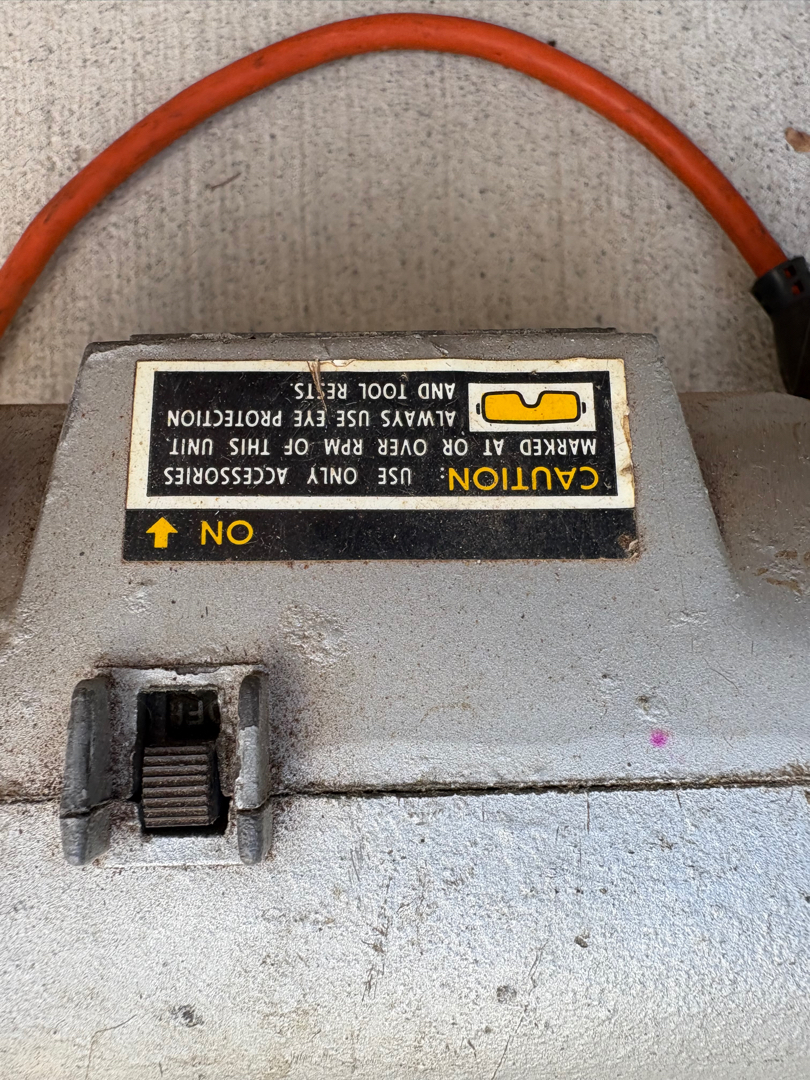 ON
CAUTION: USE ONLY ACCESSORIES
MARKED AT OR OVER RPM OF THIS UNIT.
ALWAYS USE EYE PROTECTION
AND TOOL RESTS.